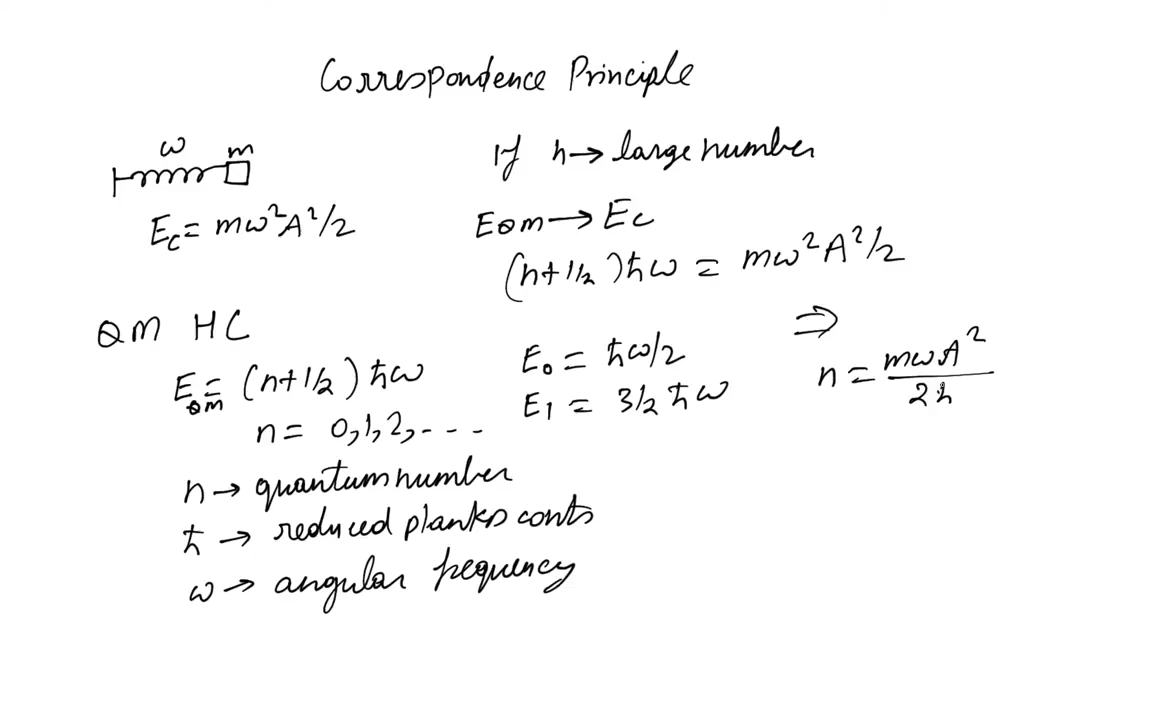 Correspondence Principle
ω m
E_c = mω²A²/2
If n → large number
E_QM → E_c
(n+1/2)ħω = mω²A²/2
⇒
n = mωA²/2ħ
QM HC
E_QM = (n+1/2)ħω
n = 0,1,2,---
E₀ = ħω/2
E₁ = 3/2 ħω
n → quantum number
ħ → reduced planks conts
ω → angular frequency